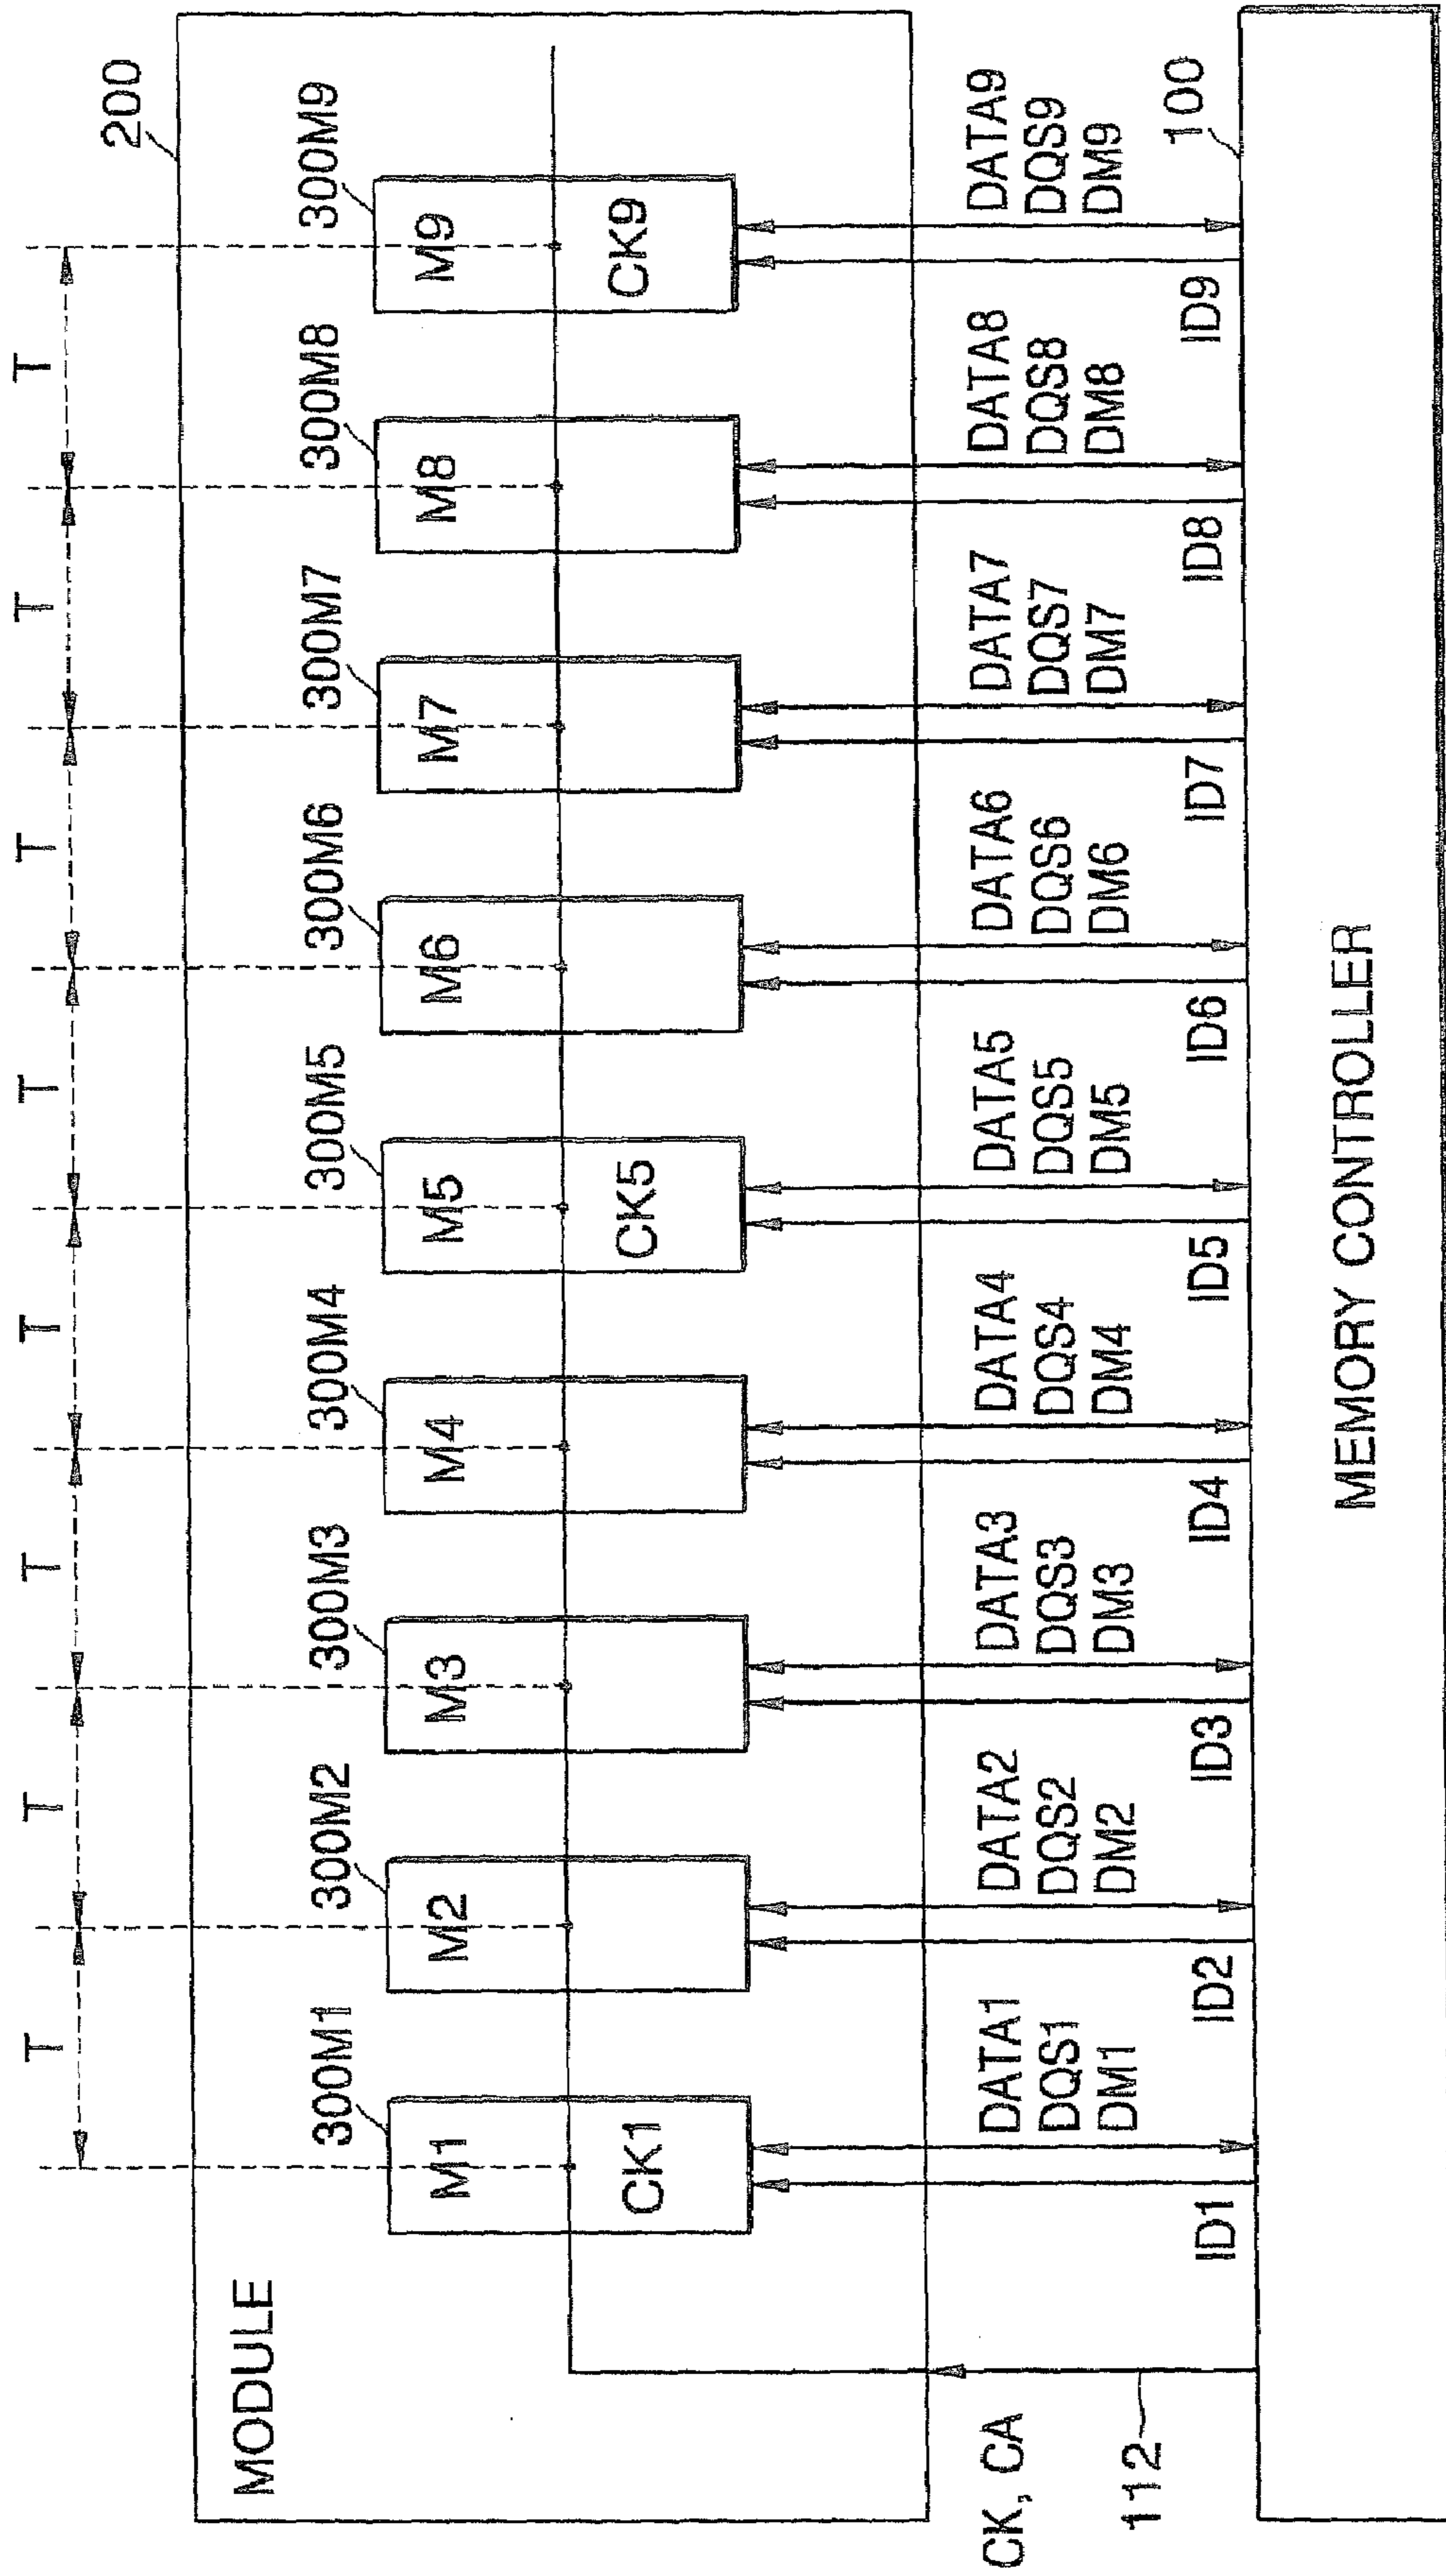 T T T T T T T T
200
MODULE
300M1 300M2 300M3 300M4 300M5 300M6 300M7 300M8 300M9
M1 M2 M3 M4 M5 M6 M7 M8 M9
CK1 CK5 CK9
CK, CA
112
DATA1 DATA2 DATA3 DATA4 DATA5 DATA6 DATA7 DATA8 DATA9
DQS1 DQS2 DQS3 DQS4 DQS5 DQS6 DQS7 DQS8 DQS9
DM1 DM2 DM3 DM4 DM5 DM6 DM7 DM8 DM9
ID1 ID2 ID3 ID4 ID5 ID6 ID7 ID8 ID9
100
MEMORY CONTROLLER